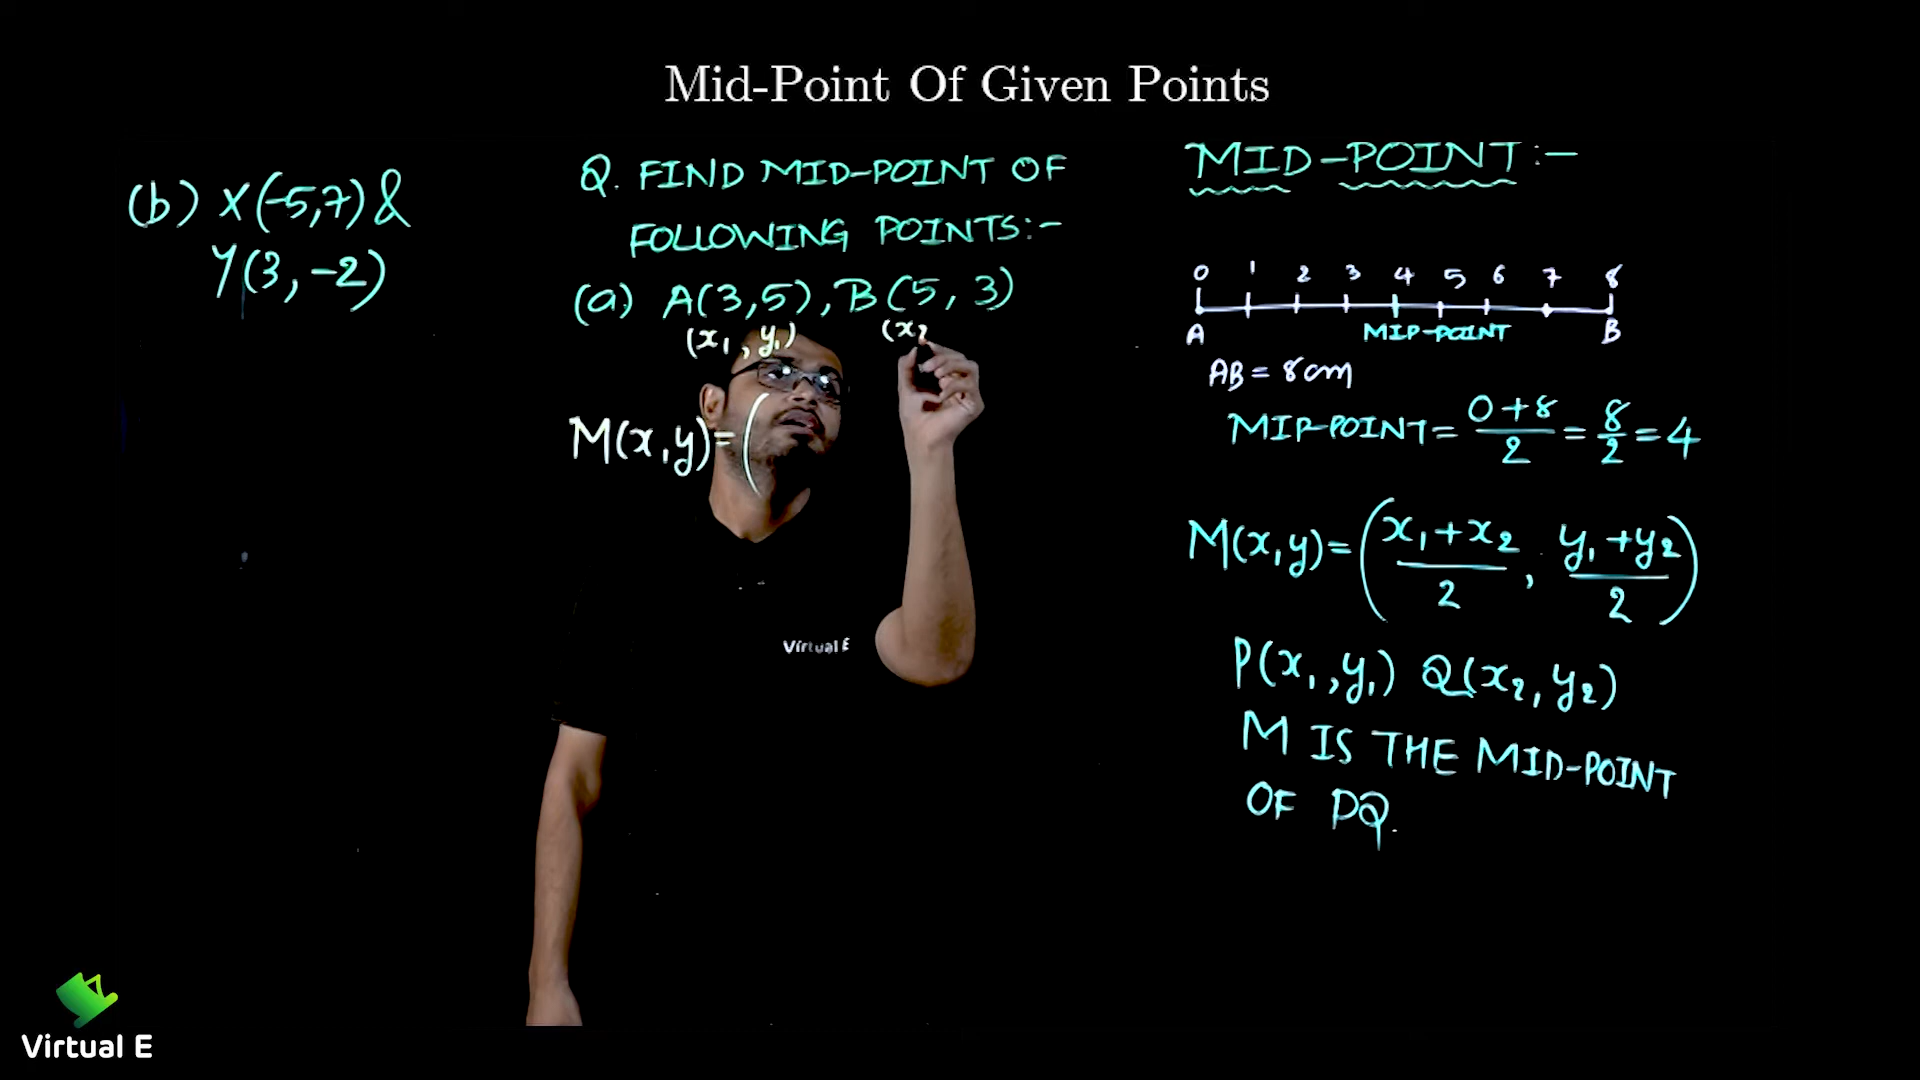 Mid-Point Of Given Points
(b) X(-5,7) &
Y(3, -2)
Q. FIND MID-POINT OF
FOLLOWING POINTS:-
(a) A(3,5), B(5, 3)
(x₁, y₁) (x₂
M(x,y)= (
Virtual E
MID-POINT:-
0 1 2 3 4 5 6 7 8
A MIP-POINT B
AB = 8cm
MIP-POINT = 0+8/2 = 8/2 = 4
M(x,y)= (x₁+x₂/2, y₁+y₂/2)
P(x₁,y₁) Q(x₂,y₂)
M IS THE MID-POINT
OF PQ.
Virtual E